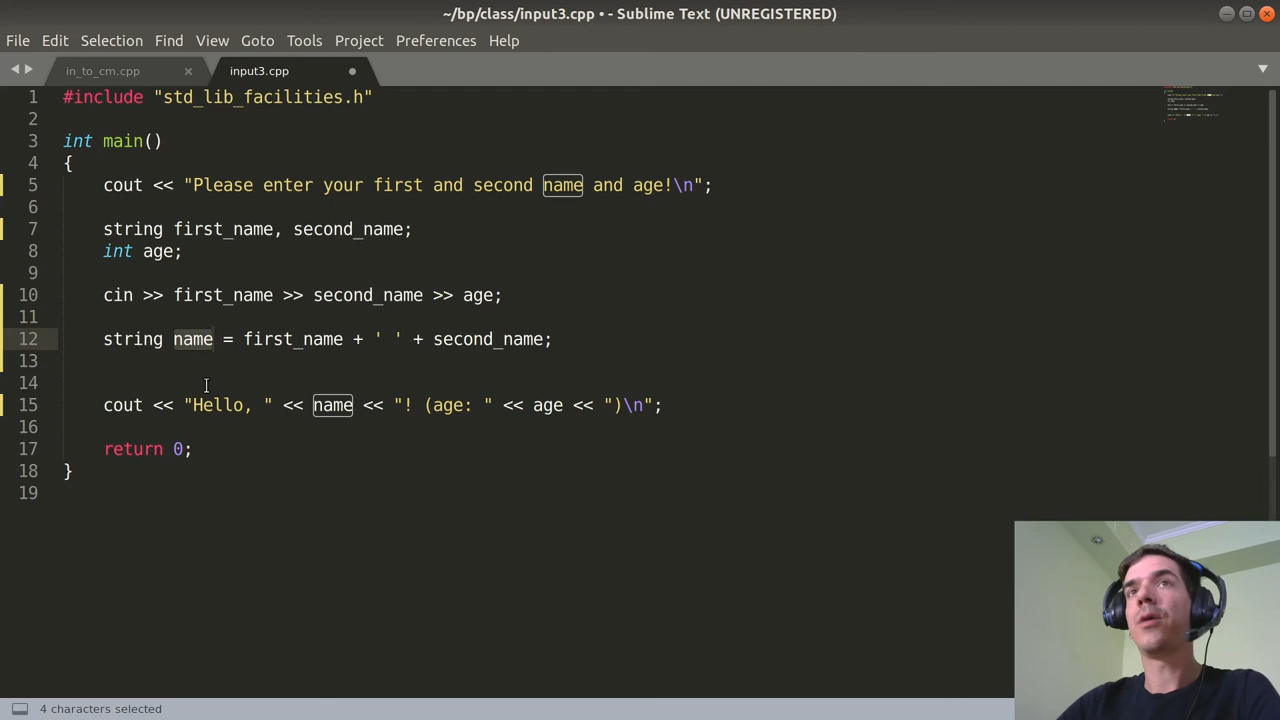 ~/bp/class/input3.cpp • - Sublime Text (UNREGISTERED)
File Edit Selection Find View Goto Tools Project Preferences Help
in_to_cm.cpp × input3.cpp
1 #include "std_lib_facilities.h"
2
3 int main()
4 {
5 cout << "Please enter your first and second name and age!\n";
6
7 string first_name, second_name;
8 int age;
9
10 cin >> first_name >> second_name >> age;
11
12 string name = first_name + ' ' + second_name;
13
14
15 cout << "Hello, " << name << "! (age: " << age << ")\n";
16
17 return 0;
18 }
19
4 characters selected